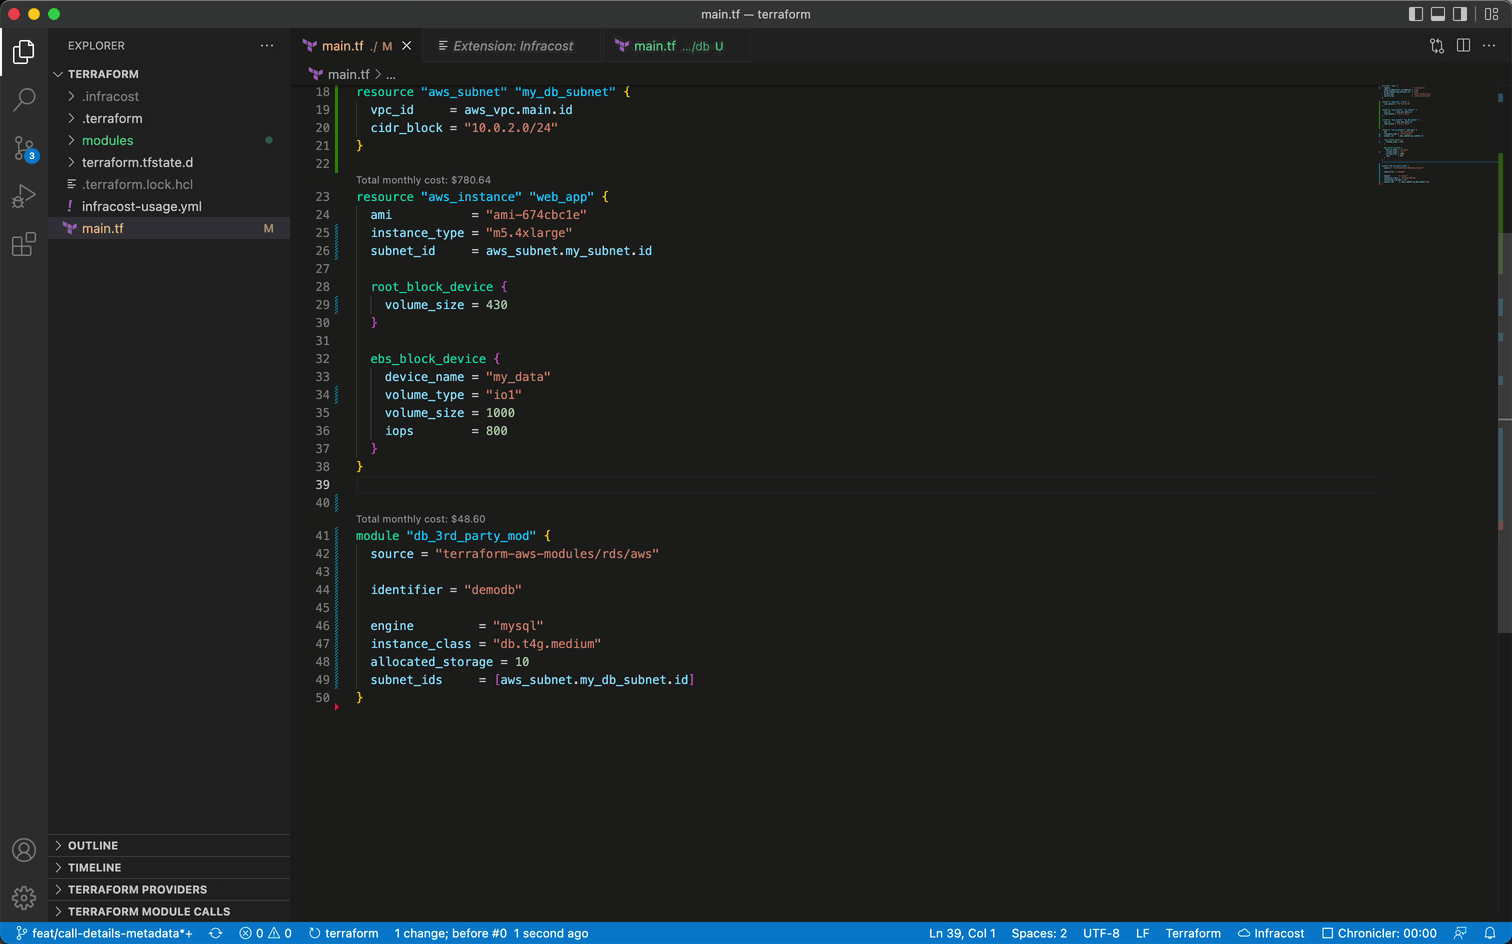 main.tf — terraform
EXPLORER
TERRAFORM
.infracost
.terraform
modules
terraform.tfstate.d
.terraform.lock.hcl
! infracost-usage.yml
main.tf M
OUTLINE
TIMELINE
TERRAFORM PROVIDERS
TERRAFORM MODULE CALLS
main.tf ./ M
Extension: Infracost
main.tf .../db U
main.tf > ...
18 resource "aws_subnet" "my_db_subnet" {
19 vpc_id = aws_vpc.main.id
20 cidr_block = "10.0.2.0/24"
21 }
22
Total monthly cost: $780.64
23 resource "aws_instance" "web_app" {
24 ami = "ami-674cbc1e"
25 instance_type = "m5.4xlarge"
26 subnet_id = aws_subnet.my_subnet.id
27
28 root_block_device {
29 volume_size = 430
30 }
31
32 ebs_block_device {
33 device_name = "my_data"
34 volume_type = "io1"
35 volume_size = 1000
36 iops = 800
37 }
38 }
39
40
Total monthly cost: $48.60
41 module "db_3rd_party_mod" {
42 source = "terraform-aws-modules/rds/aws"
43
44 identifier = "demodb"
45
46 engine = "mysql"
47 instance_class = "db.t4g.medium"
48 allocated_storage = 10
49 subnet_ids = [aws_subnet.my_db_subnet.id]
50 }
3
feat/call-details-metadata*+ 0 0 terraform 1 change; before #0 1 second ago Ln 39, Col 1 Spaces: 2 UTF-8 LF Terraform Infracost Chronicler: 00:00